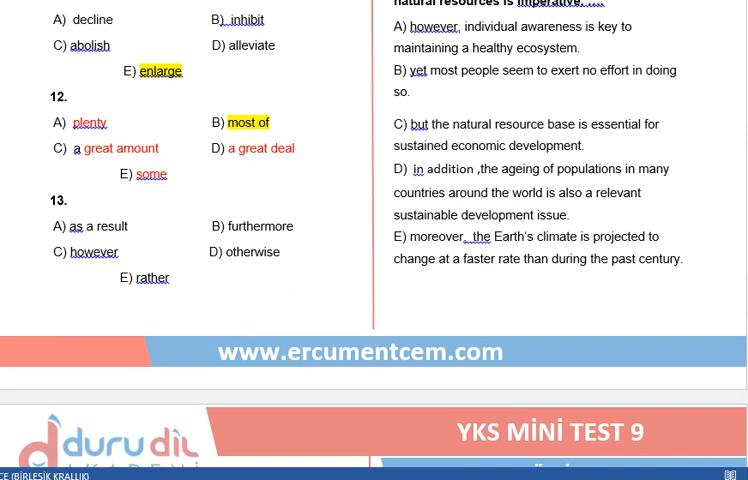 A) decline
B) inhibit
C) abolish
D) alleviate
E) enlarge
12.
A) plenty
B) most of
C) a great amount
D) a great deal
E) some
13.
A) as a result
B) furthermore
C) however
D) otherwise
E) rather
natural resources is imperative, ....
A) however, individual awareness is key to
maintaining a healthy ecosystem.
B) yet most people seem to exert no effort in doing
so.
C) but the natural resource base is essential for
sustained economic development.
D) in addition ,the ageing of populations in many
countries around the world is also a relevant
sustainable development issue.
E) moreover, the Earth's climate is projected to
change at a faster rate than during the past century.
www.ercumentcem.com
duru dil
AKADEMİ
YKS MİNİ TEST 9
CE (BİRLEŞİK KRALLIK)